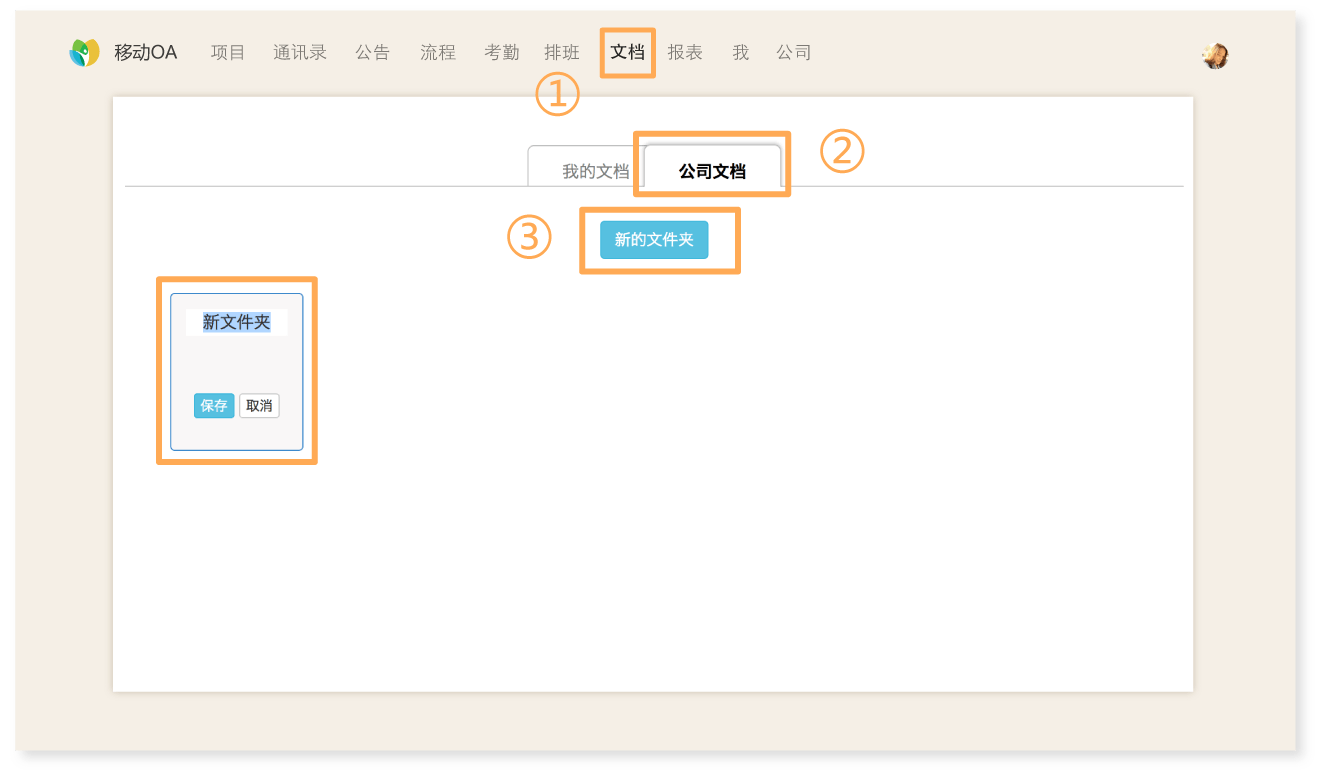 移动OA 项目 通讯录 公告 流程 考勤 排班 文档 报表 我 公司
①
②
我的文档 公司文档
③
新的文件夹
新文件夹
保存 取消